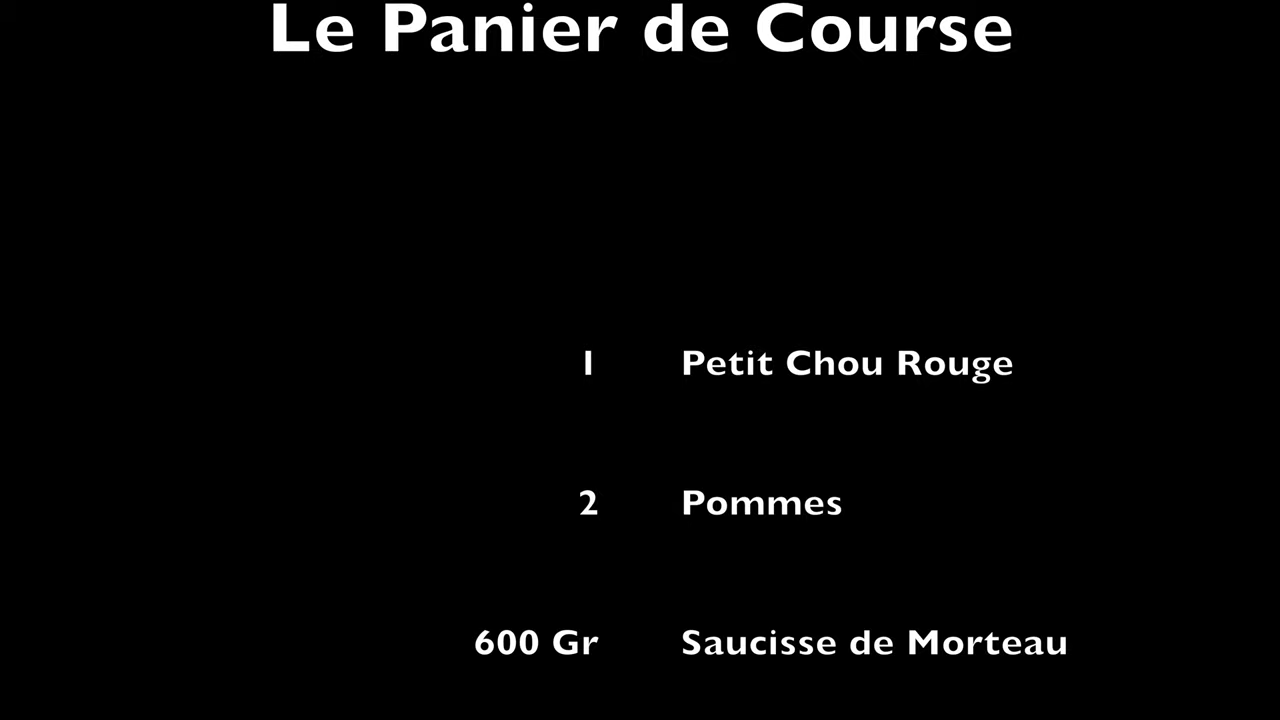 Le Panier de Course
1 Petit Chou Rouge
2 Pommes
600 Gr Saucisse de Morteau